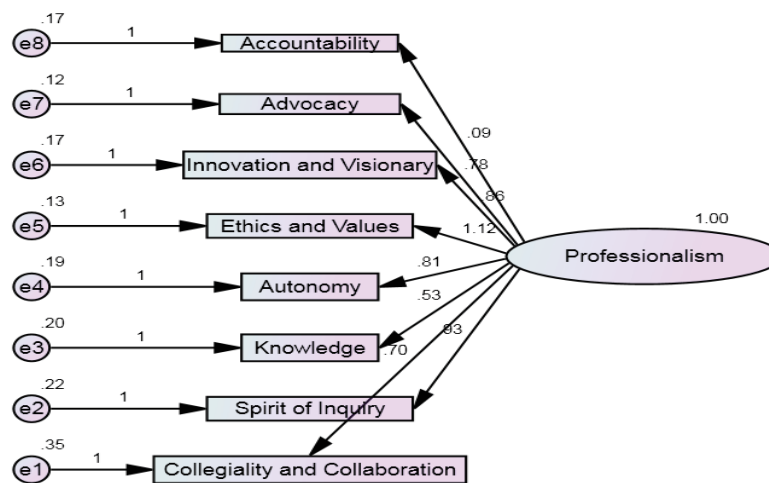 .17
e8 1 Accountability
.12
e7 1 Advocacy
.09
.17
e6 1 Innovation and Visionary
.78
.86
.13
e5 1 Ethics and Values
1.12
1.00
Professionalism
.19
e4 1 Autonomy
.81
.20
e3 1 Knowledge
.53
.93
.70
.22
e2 1 Spirit of Inquiry
.35
e1 1 Collegiality and Collaboration